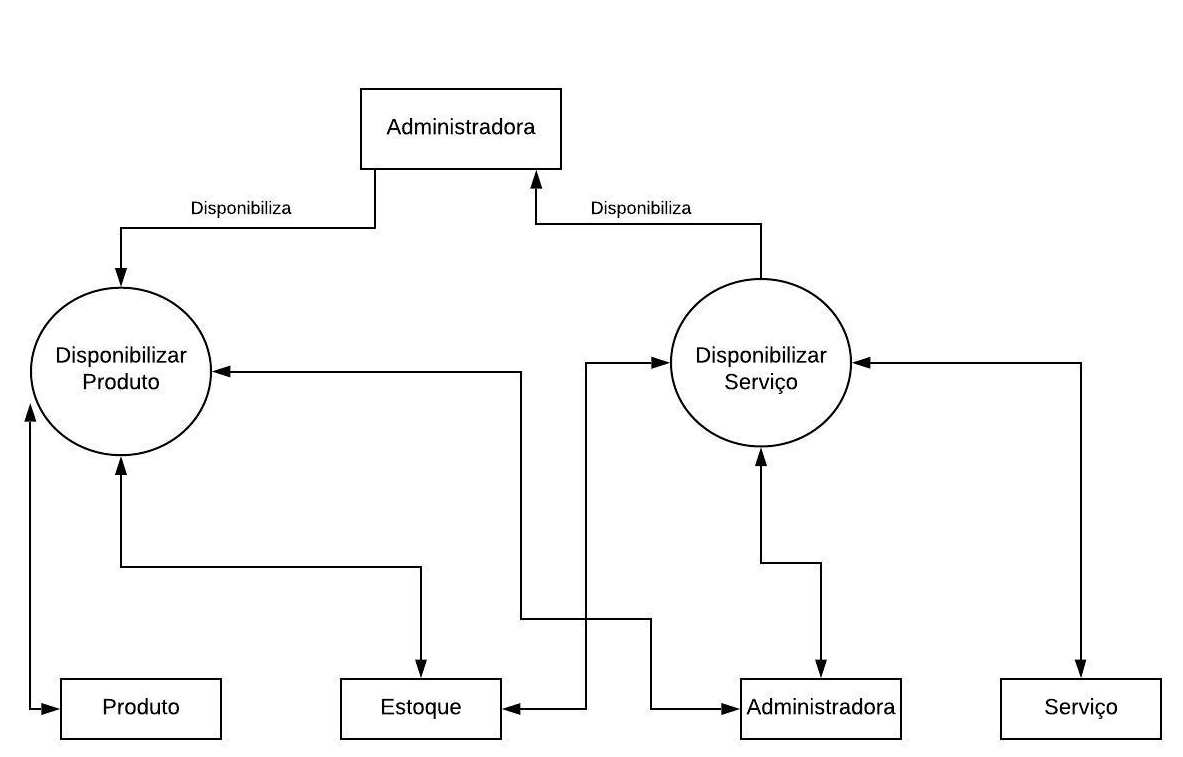 Administradora
Disponibiliza
Disponibiliza
Disponibilizar
Produto
Disponibilizar
Serviço
Produto
Estoque
Administradora
Serviço